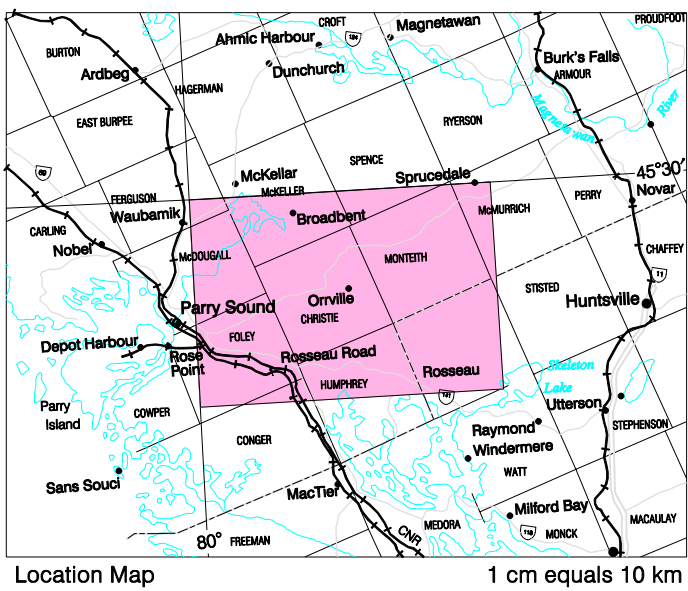 CROFT
Magnetawan
PROUDFOOT
Ahmic Harbour
124
BURTON
Burk's Falls
Ardbeg
Dunchurch
ARMOUR
HAGERMAN
River
Magnetawan
EAST BURPEE
RYERSON
SPENCE
69
McKellar
Sprucedale
45°30'
McKELLER
Novar
FERGUSON
PERRY
Waubamik
Broadbent
McMURRICH
CARLING
Nobel
McDOUGALL
MONTEITH
CHAFFEY
11
STISTED
Orrville
Huntsville
Parry Sound
CHRISTIE
FOLEY
Depot Harbour
Rose
Point
Rosseau Road
Skeleton
Lake
HUMPHREY
Rosseau
141
Parry
Island
COWPER
Utterson
Raymond
STEPHENSON
CONGER
Windermere
WATT
Sans Souci
MacTier
Milford Bay
MEDORA
118
MONCK
MACAULAY
CNR
80°
FREEMAN
Location Map
1 cm equals 10 km